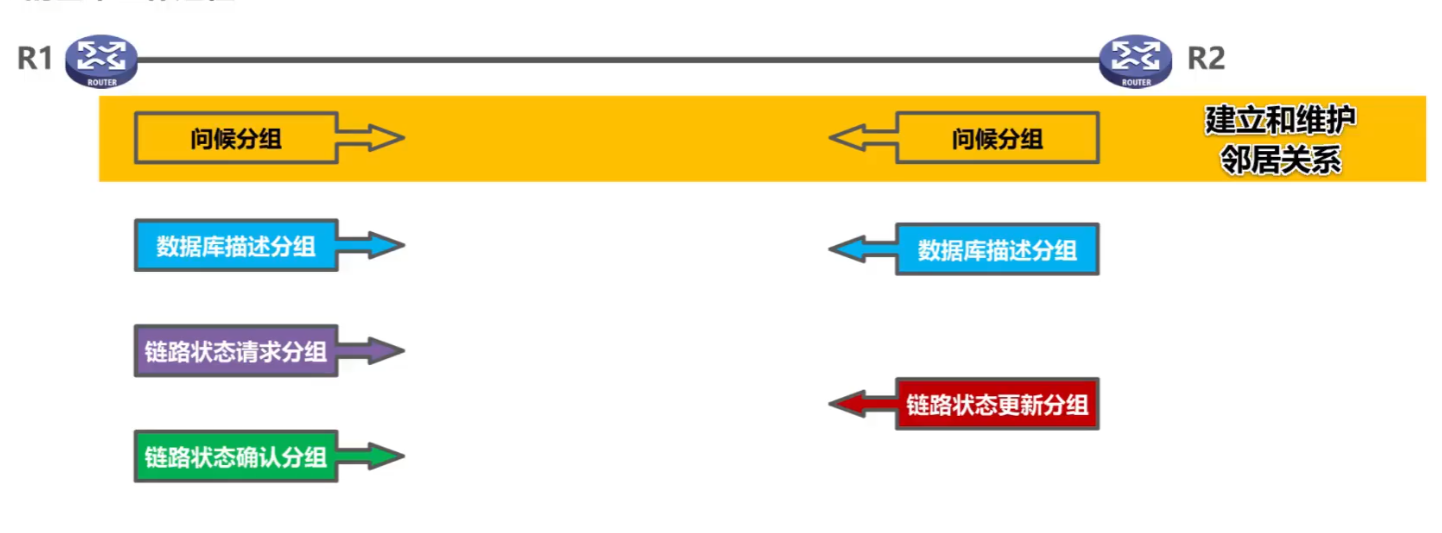 R1
ROUTER
ROUTER
R2
问候分组
问候分组
建立和维护
邻居关系
数据库描述分组
数据库描述分组
链路状态请求分组
链路状态更新分组
链路状态确认分组